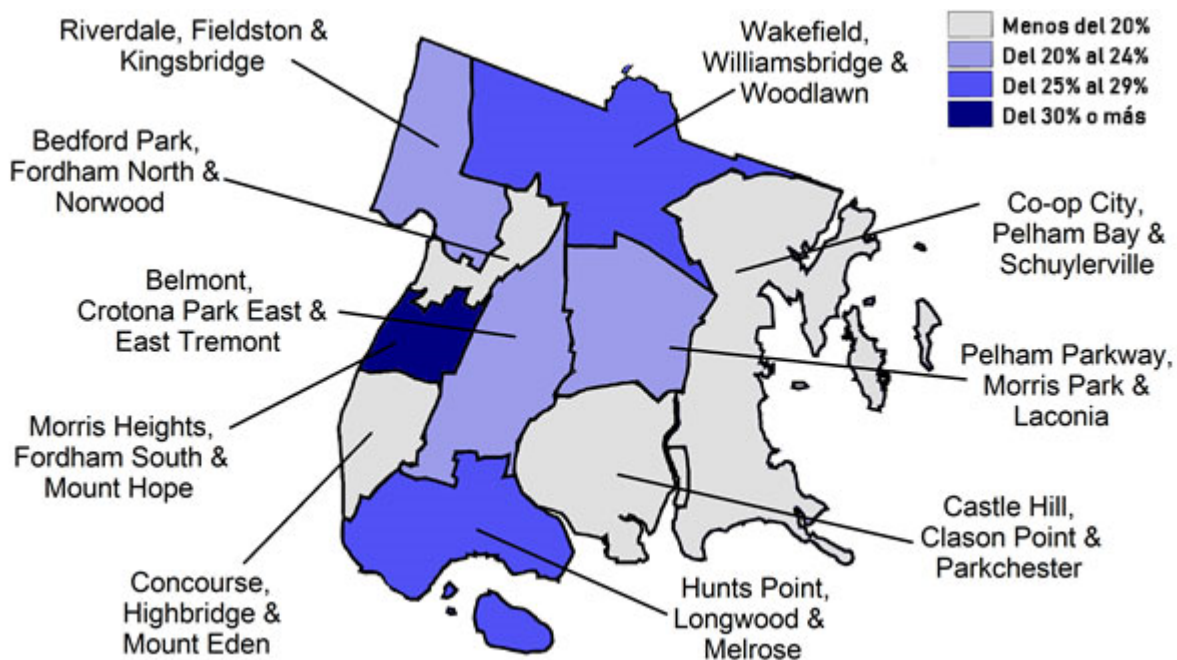 Riverdale, Fieldston &
Kingsbridge
Wakefield,
Williamsbridge &
Woodlawn
Menos del 20%
Del 20% al 24%
Del 25% al 29%
Del 30% o más
Bedford Park,
Fordham North &
Norwood
Co-op City,
Pelham Bay &
Schuylerville
Belmont,
Crotona Park East &
East Tremont
Pelham Parkway,
Morris Park &
Laconia
Morris Heights,
Fordham South &
Mount Hope
Castle Hill,
Clason Point &
Parkchester
Concourse,
Highbridge &
Mount Eden
Hunts Point,
Longwood &
Melrose